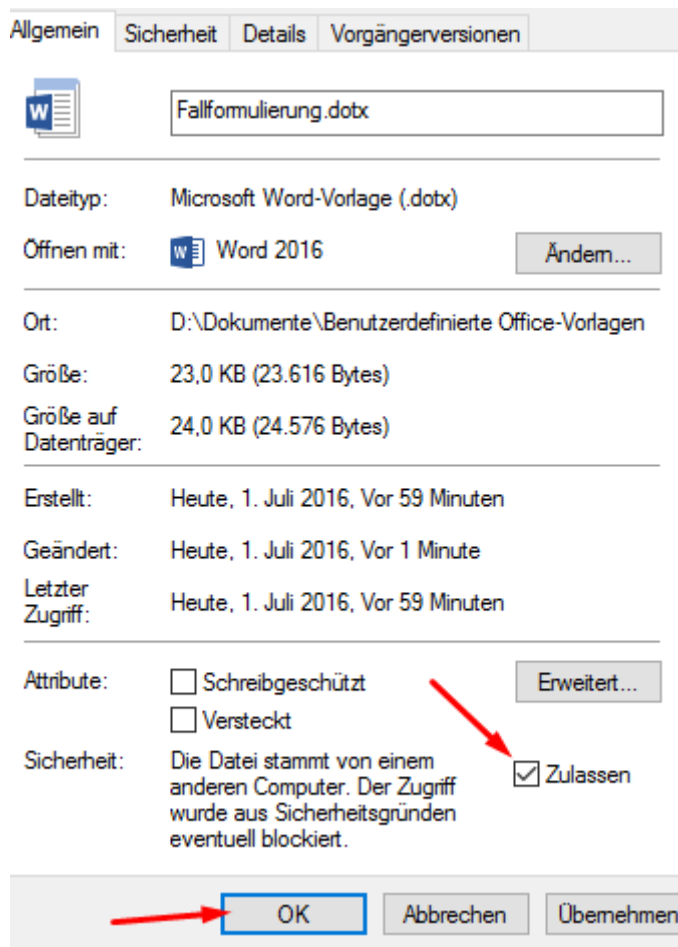 Allgemein Sicherheit Details Vorgängerversionen
Fallformulierung.dotx
Dateityp: Microsoft Word-Vorlage (.dotx)
Öffnen mit: Word 2016 Ändern...
Ort: D:\Dokumente\Benutzerdefinierte Office-Vorlagen
Größe: 23,0 KB (23.616 Bytes)
Größe auf
Datenträger: 24,0 KB (24.576 Bytes)
Erstellt: Heute, 1. Juli 2016, Vor 59 Minuten
Geändert: Heute, 1. Juli 2016, Vor 1 Minute
Letzter
Zugriff: Heute, 1. Juli 2016, Vor 59 Minuten
Attribute: Schreibgeschützt Erweitert...
Versteckt
Sicherheit: Die Datei stammt von einem
anderen Computer. Der Zugriff
wurde aus Sicherheitsgründen
eventuell blockiert.
Zulassen
OK Abbrechen Übernehmen